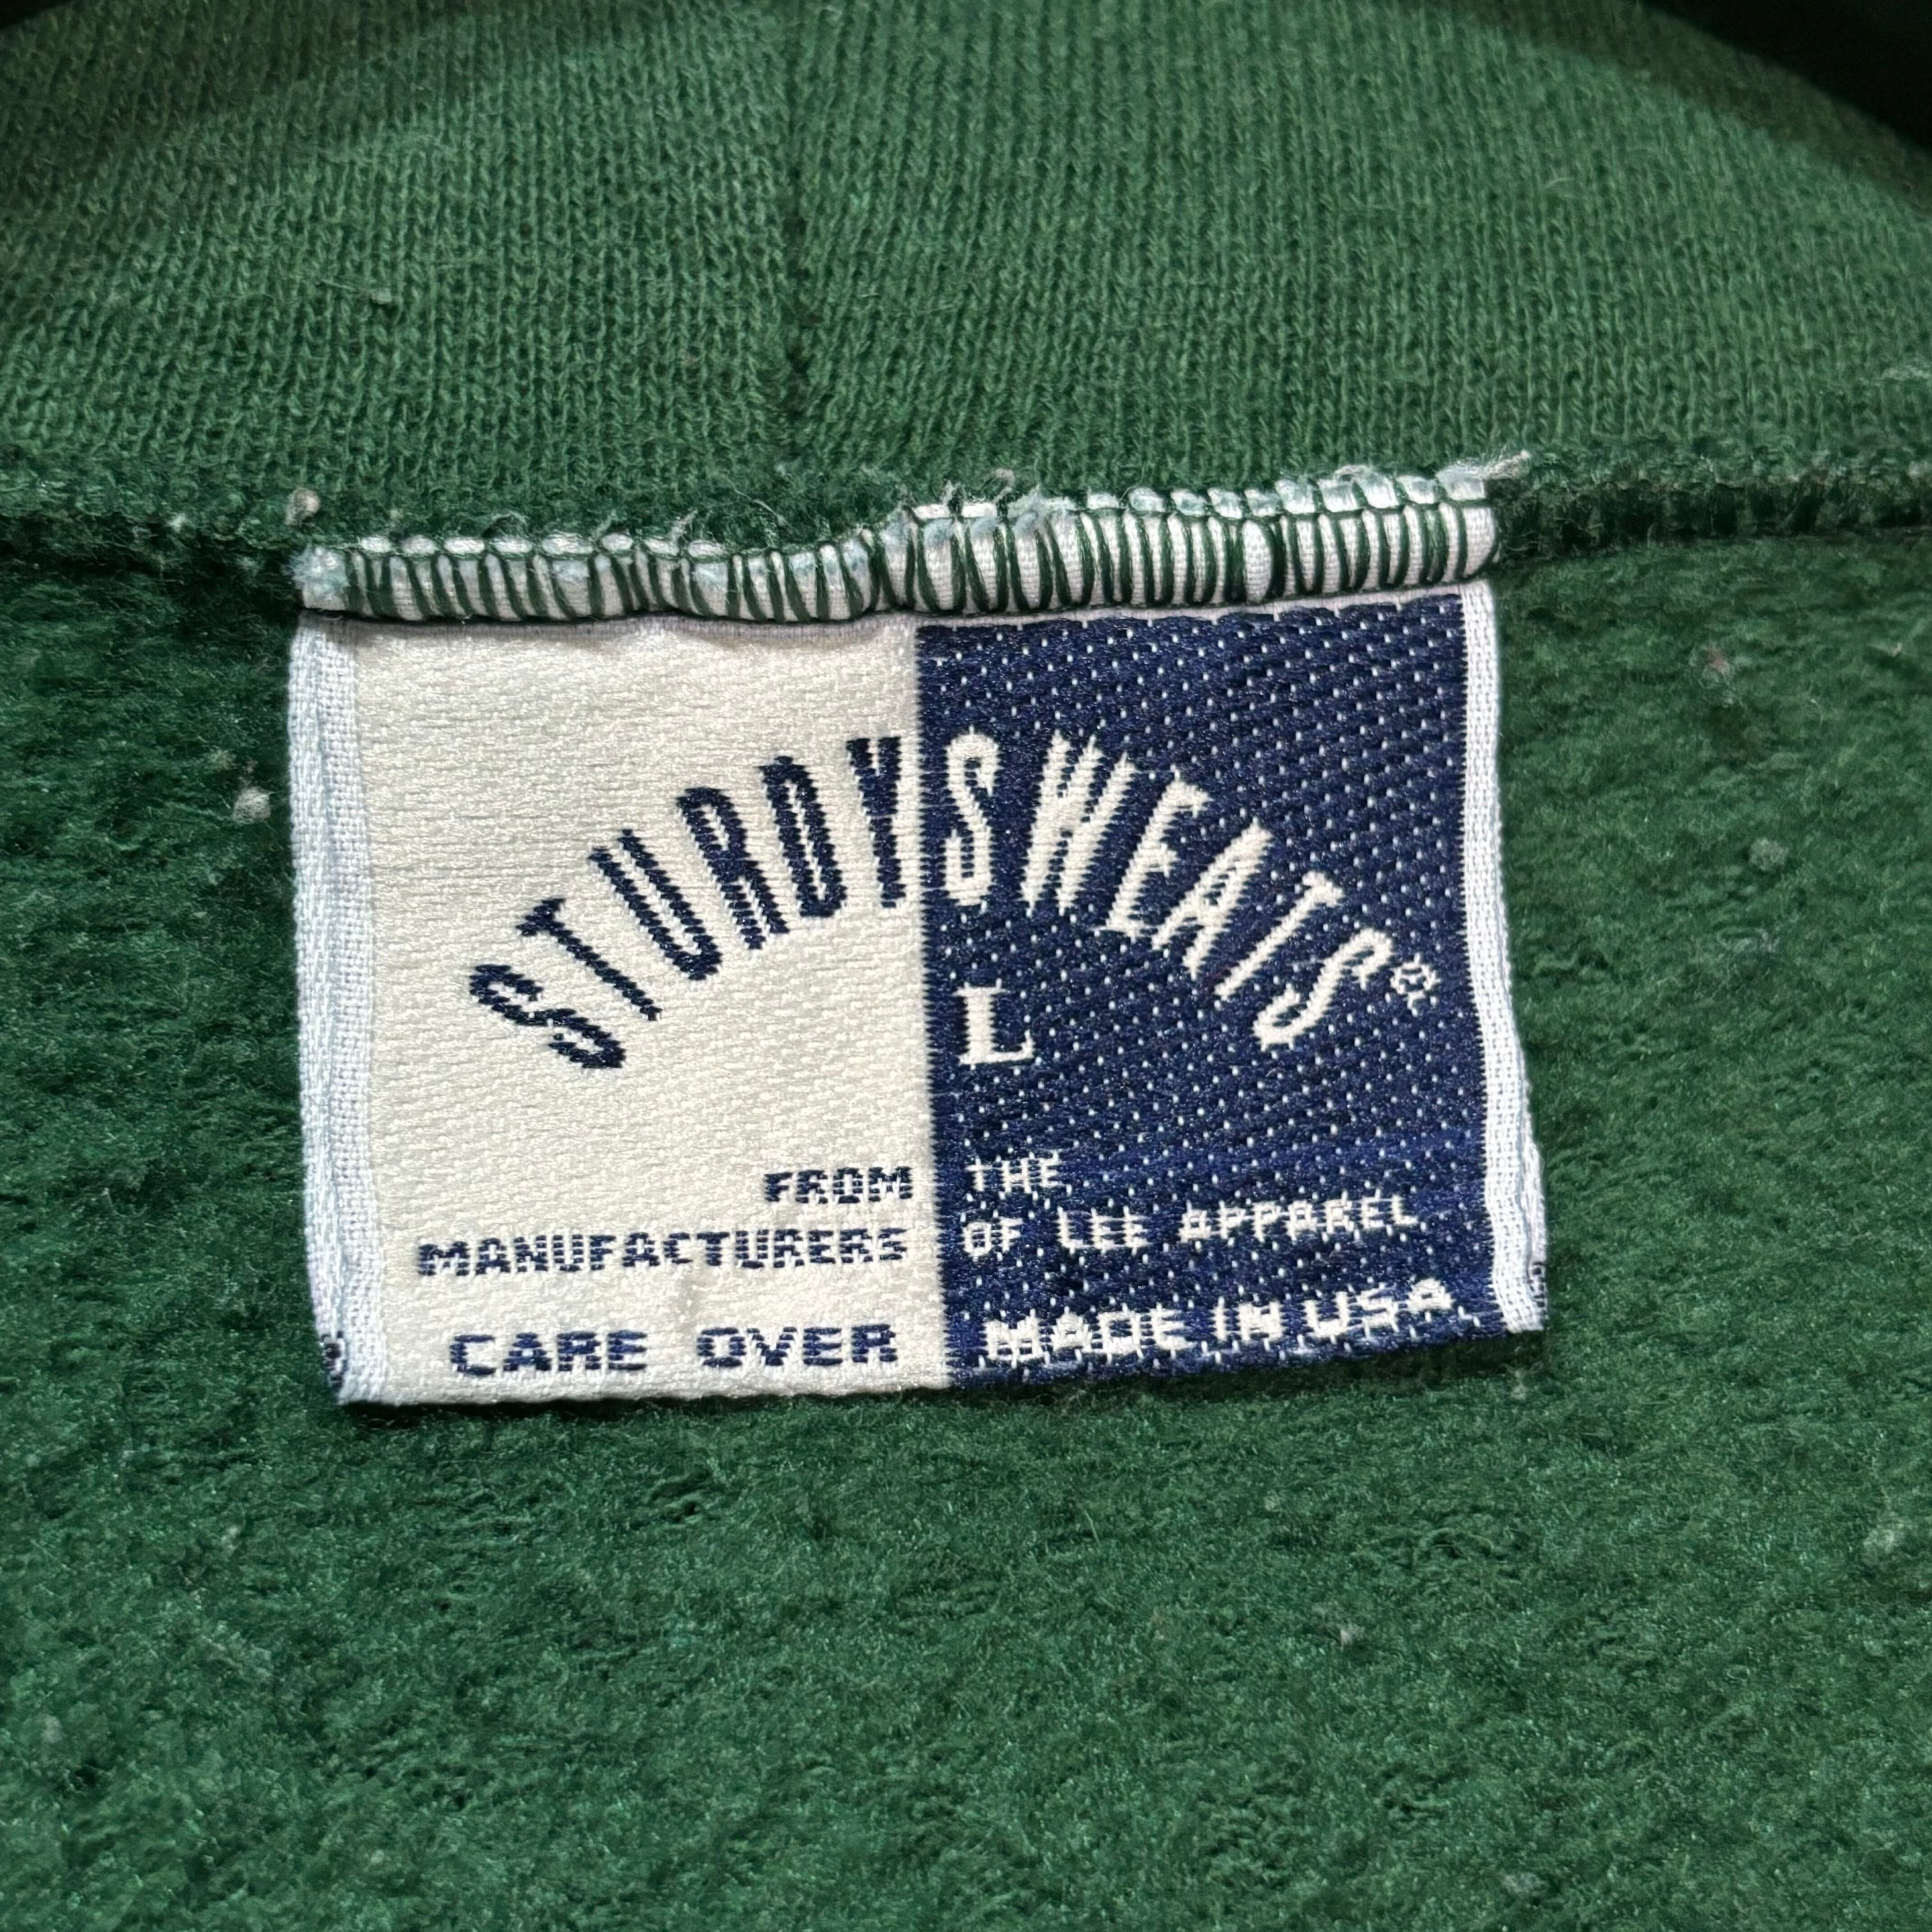 STURDYSWEATS®
L
FROM THE
MANUFACTURERS OF LEE APPAREL
CARE OVER MADE IN USA